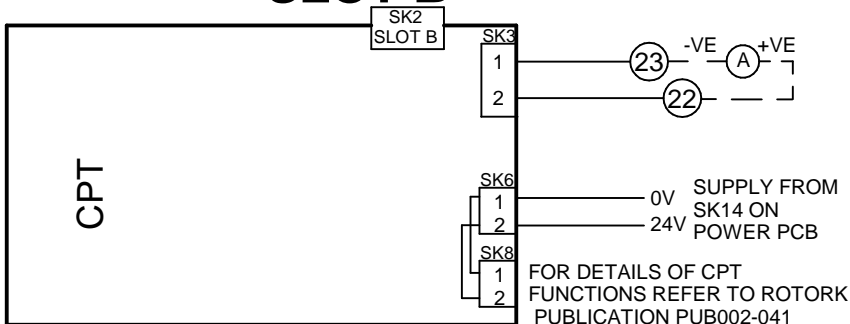 SK2
SLOT B
SK3
1
2
23
-VE
A
+VE
22
CPT
SK6
1
2
0V
24V
SUPPLY FROM
SK14 ON
POWER PCB
SK8
1
2
FOR DETAILS OF CPT
FUNCTIONS REFER TO ROTORK
PUBLICATION PUB002-041